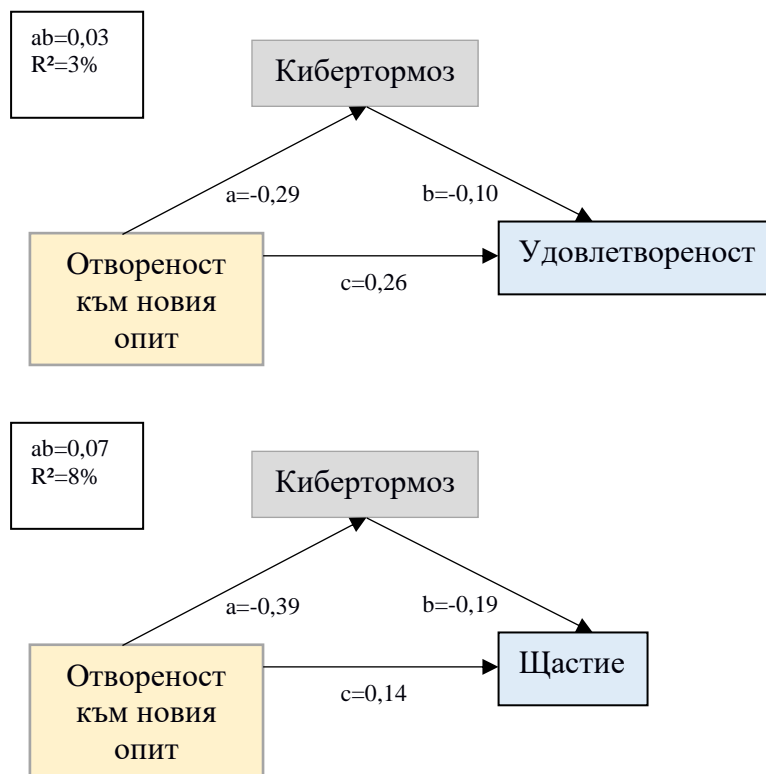 ab=0,03
R²=3%
Кибертормоз
a=-0,29
b=-0,10
Отвореност
към новия
опит
Удовлетвореност
c=0,26
ab=0,07
R²=8%
Кибертормоз
a=-0,39
b=-0,19
Отвореност
към новия
опит
Щастие
c=0,14